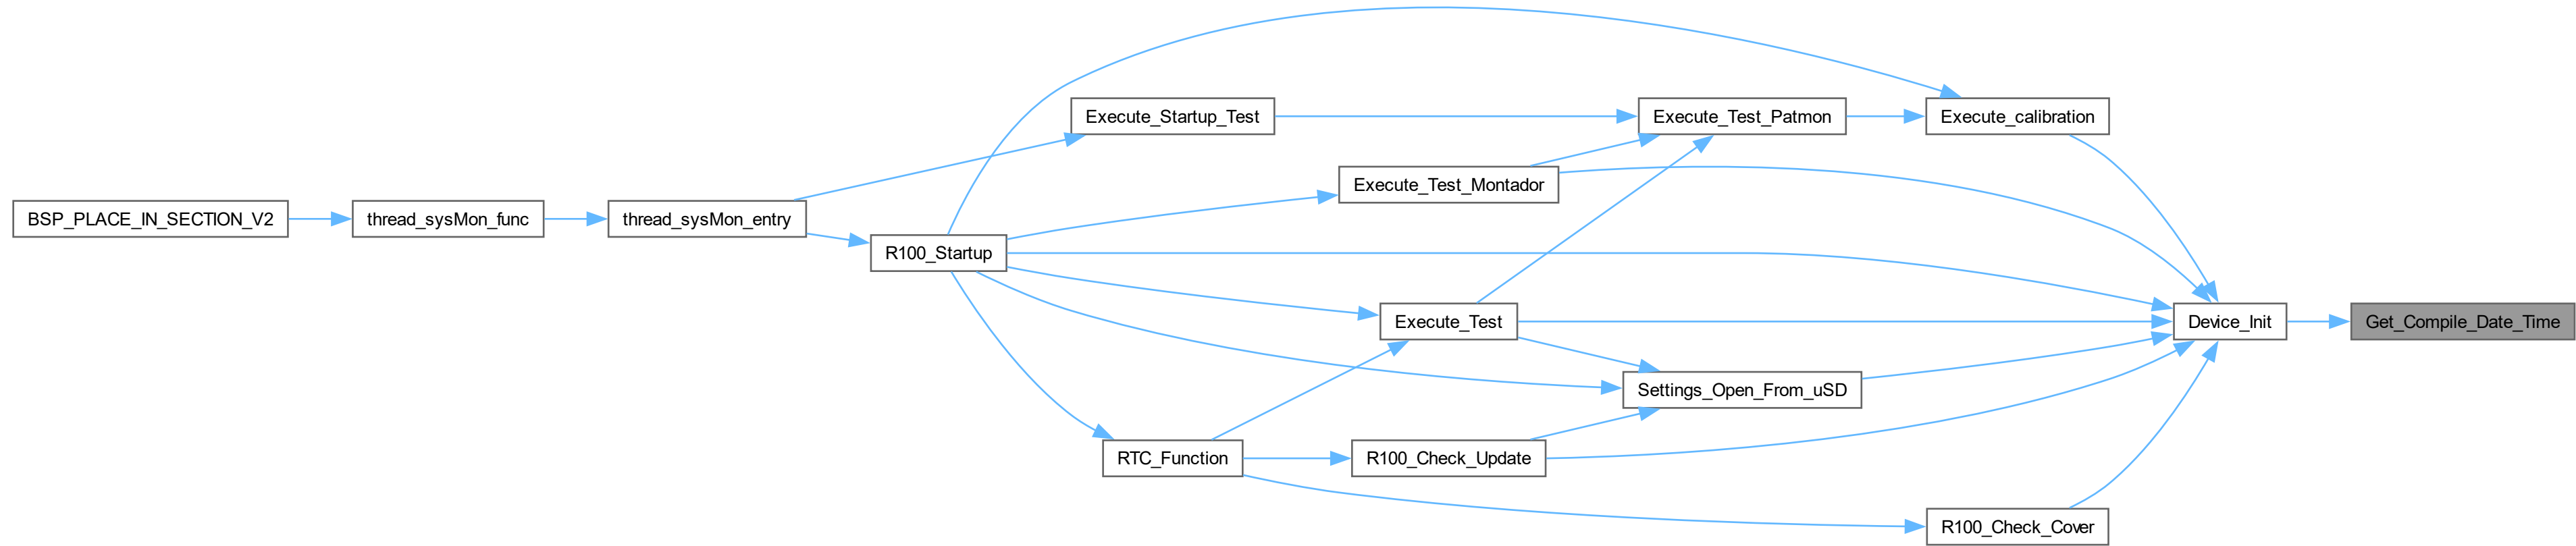 Execute_Startup_Test
Execute_Test_Patmon
Execute_calibration
Execute_Test_Montador
BSP_PLACE_IN_SECTION_V2
thread_sysMon_func
thread_sysMon_entry
R100_Startup
Execute_Test
Device_Init
Get_Compile_Date_Time
Settings_Open_From_uSD
RTC_Function
R100_Check_Update
R100_Check_Cover